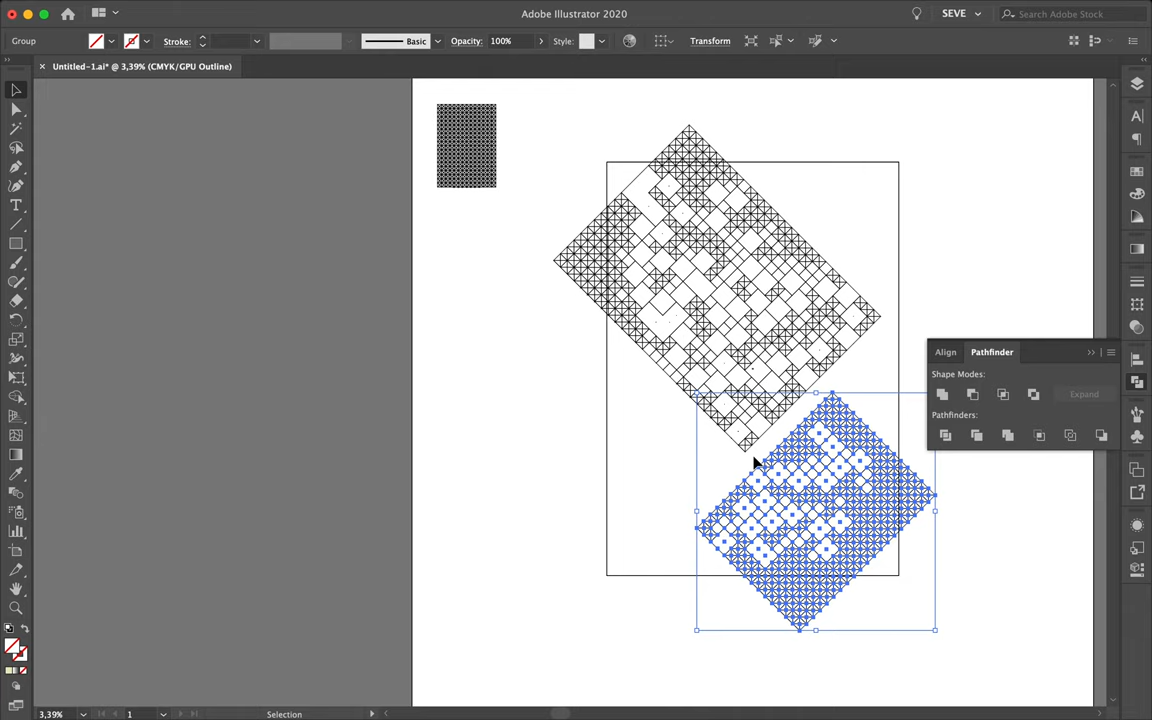 Adobe Illustrator 2020
SEVE
Search Adobe Stock
Group
Stroke:
Basic
Opacity:
100%
Style:
Transform
Untitled-1.ai* @ 3,39% (CMYK/GPU Outline)
Align
Pathfinder
Shape Modes:
Expand
Pathfinders:
3,39%
1
Selection